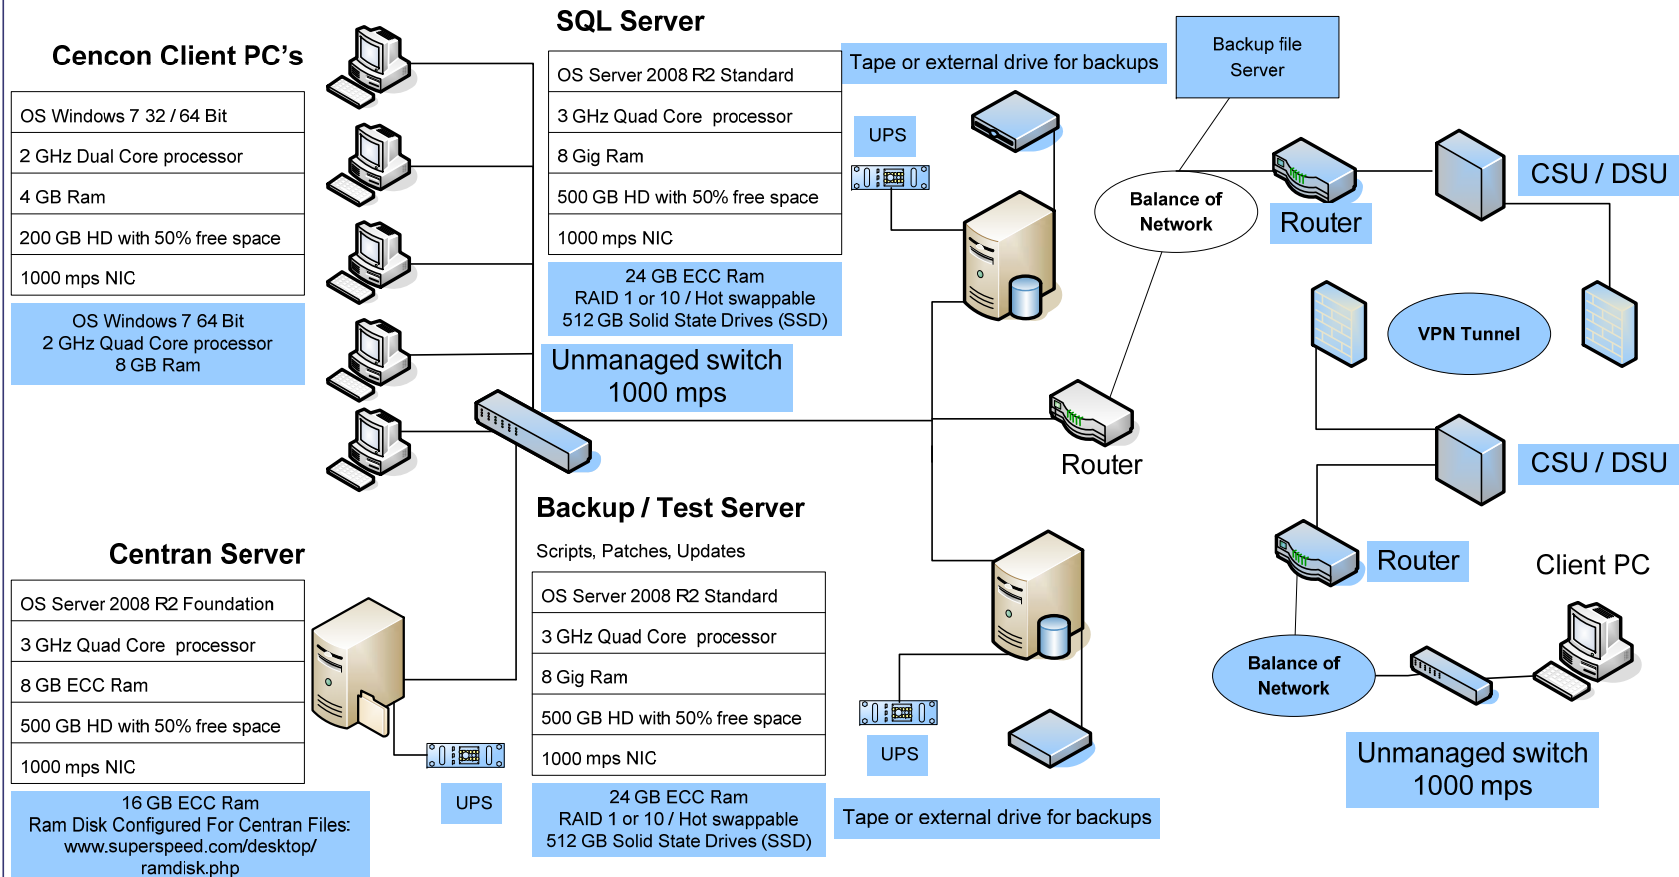 Cencon Client PC's
OS Windows 7 32 / 64 Bit
2 GHz Dual Core processor
4 GB Ram
200 GB HD with 50% free space
1000 mps NIC
OS Windows 7 64 Bit
2 GHz Quad Core processor
8 GB Ram
SQL Server
OS Server 2008 R2 Standard
3 GHz Quad Core processor
8 Gig Ram
500 GB HD with 50% free space
1000 mps NIC
24 GB ECC Ram
RAID 1 or 10 / Hot swappable
512 GB Solid State Drives (SSD)
Unmanaged switch
1000 mps
Tape or external drive for backups
UPS
Backup file
Server
Balance of
Network
Router
CSU / DSU
VPN Tunnel
Router
CSU / DSU
Router
Client PC
Balance of
Network
Unmanaged switch
1000 mps
Centran Server
OS Server 2008 R2 Foundation
3 GHz Quad Core processor
8 GB ECC Ram
500 GB HD with 50% free space
1000 mps NIC
16 GB ECC Ram
Ram Disk Configured For Centran Files:
www.superspeed.com/desktop/
ramdisk.php
UPS
Backup / Test Server
Scripts, Patches, Updates
OS Server 2008 R2 Standard
3 GHz Quad Core processor
8 Gig Ram
500 GB HD with 50% free space
1000 mps NIC
24 GB ECC Ram
RAID 1 or 10 / Hot swappable
512 GB Solid State Drives (SSD)
UPS
Tape or external drive for backups